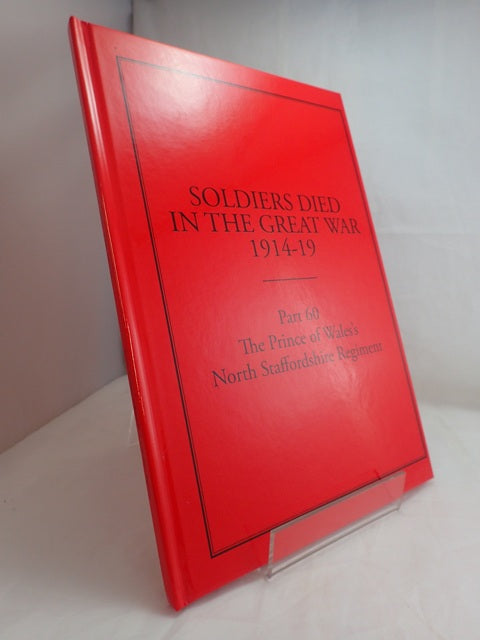 SOLDIERS DIED
IN THE GREAT WAR
1914-19
Part 60
The Prince of Wales's
North Staffordshire Regiment